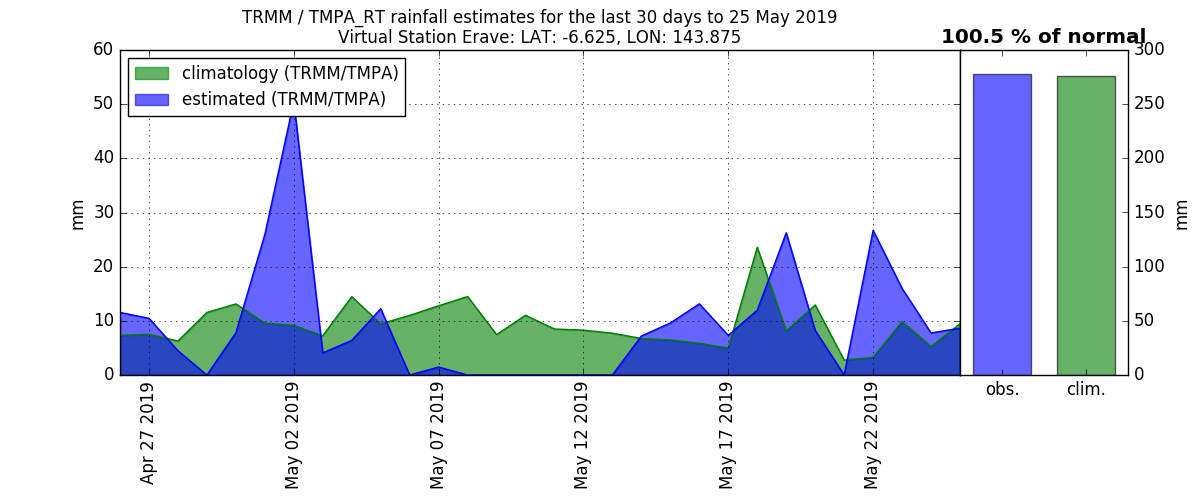 TRMM / TMPA_RT rainfall estimates for the last 30 days to 25 May 2019
Virtual Station Erave: LAT: -6.625, LON: 143.875
100.5 % of normal
climatology (TRMM/TMPA)
estimated (TRMM/TMPA)
60
50
40
30
20
10
0
mm
Apr 27 2019
May 02 2019
May 07 2019
May 12 2019
May 17 2019
May 22 2019
obs.
clim.
300
250
200
150
100
50
0
mm